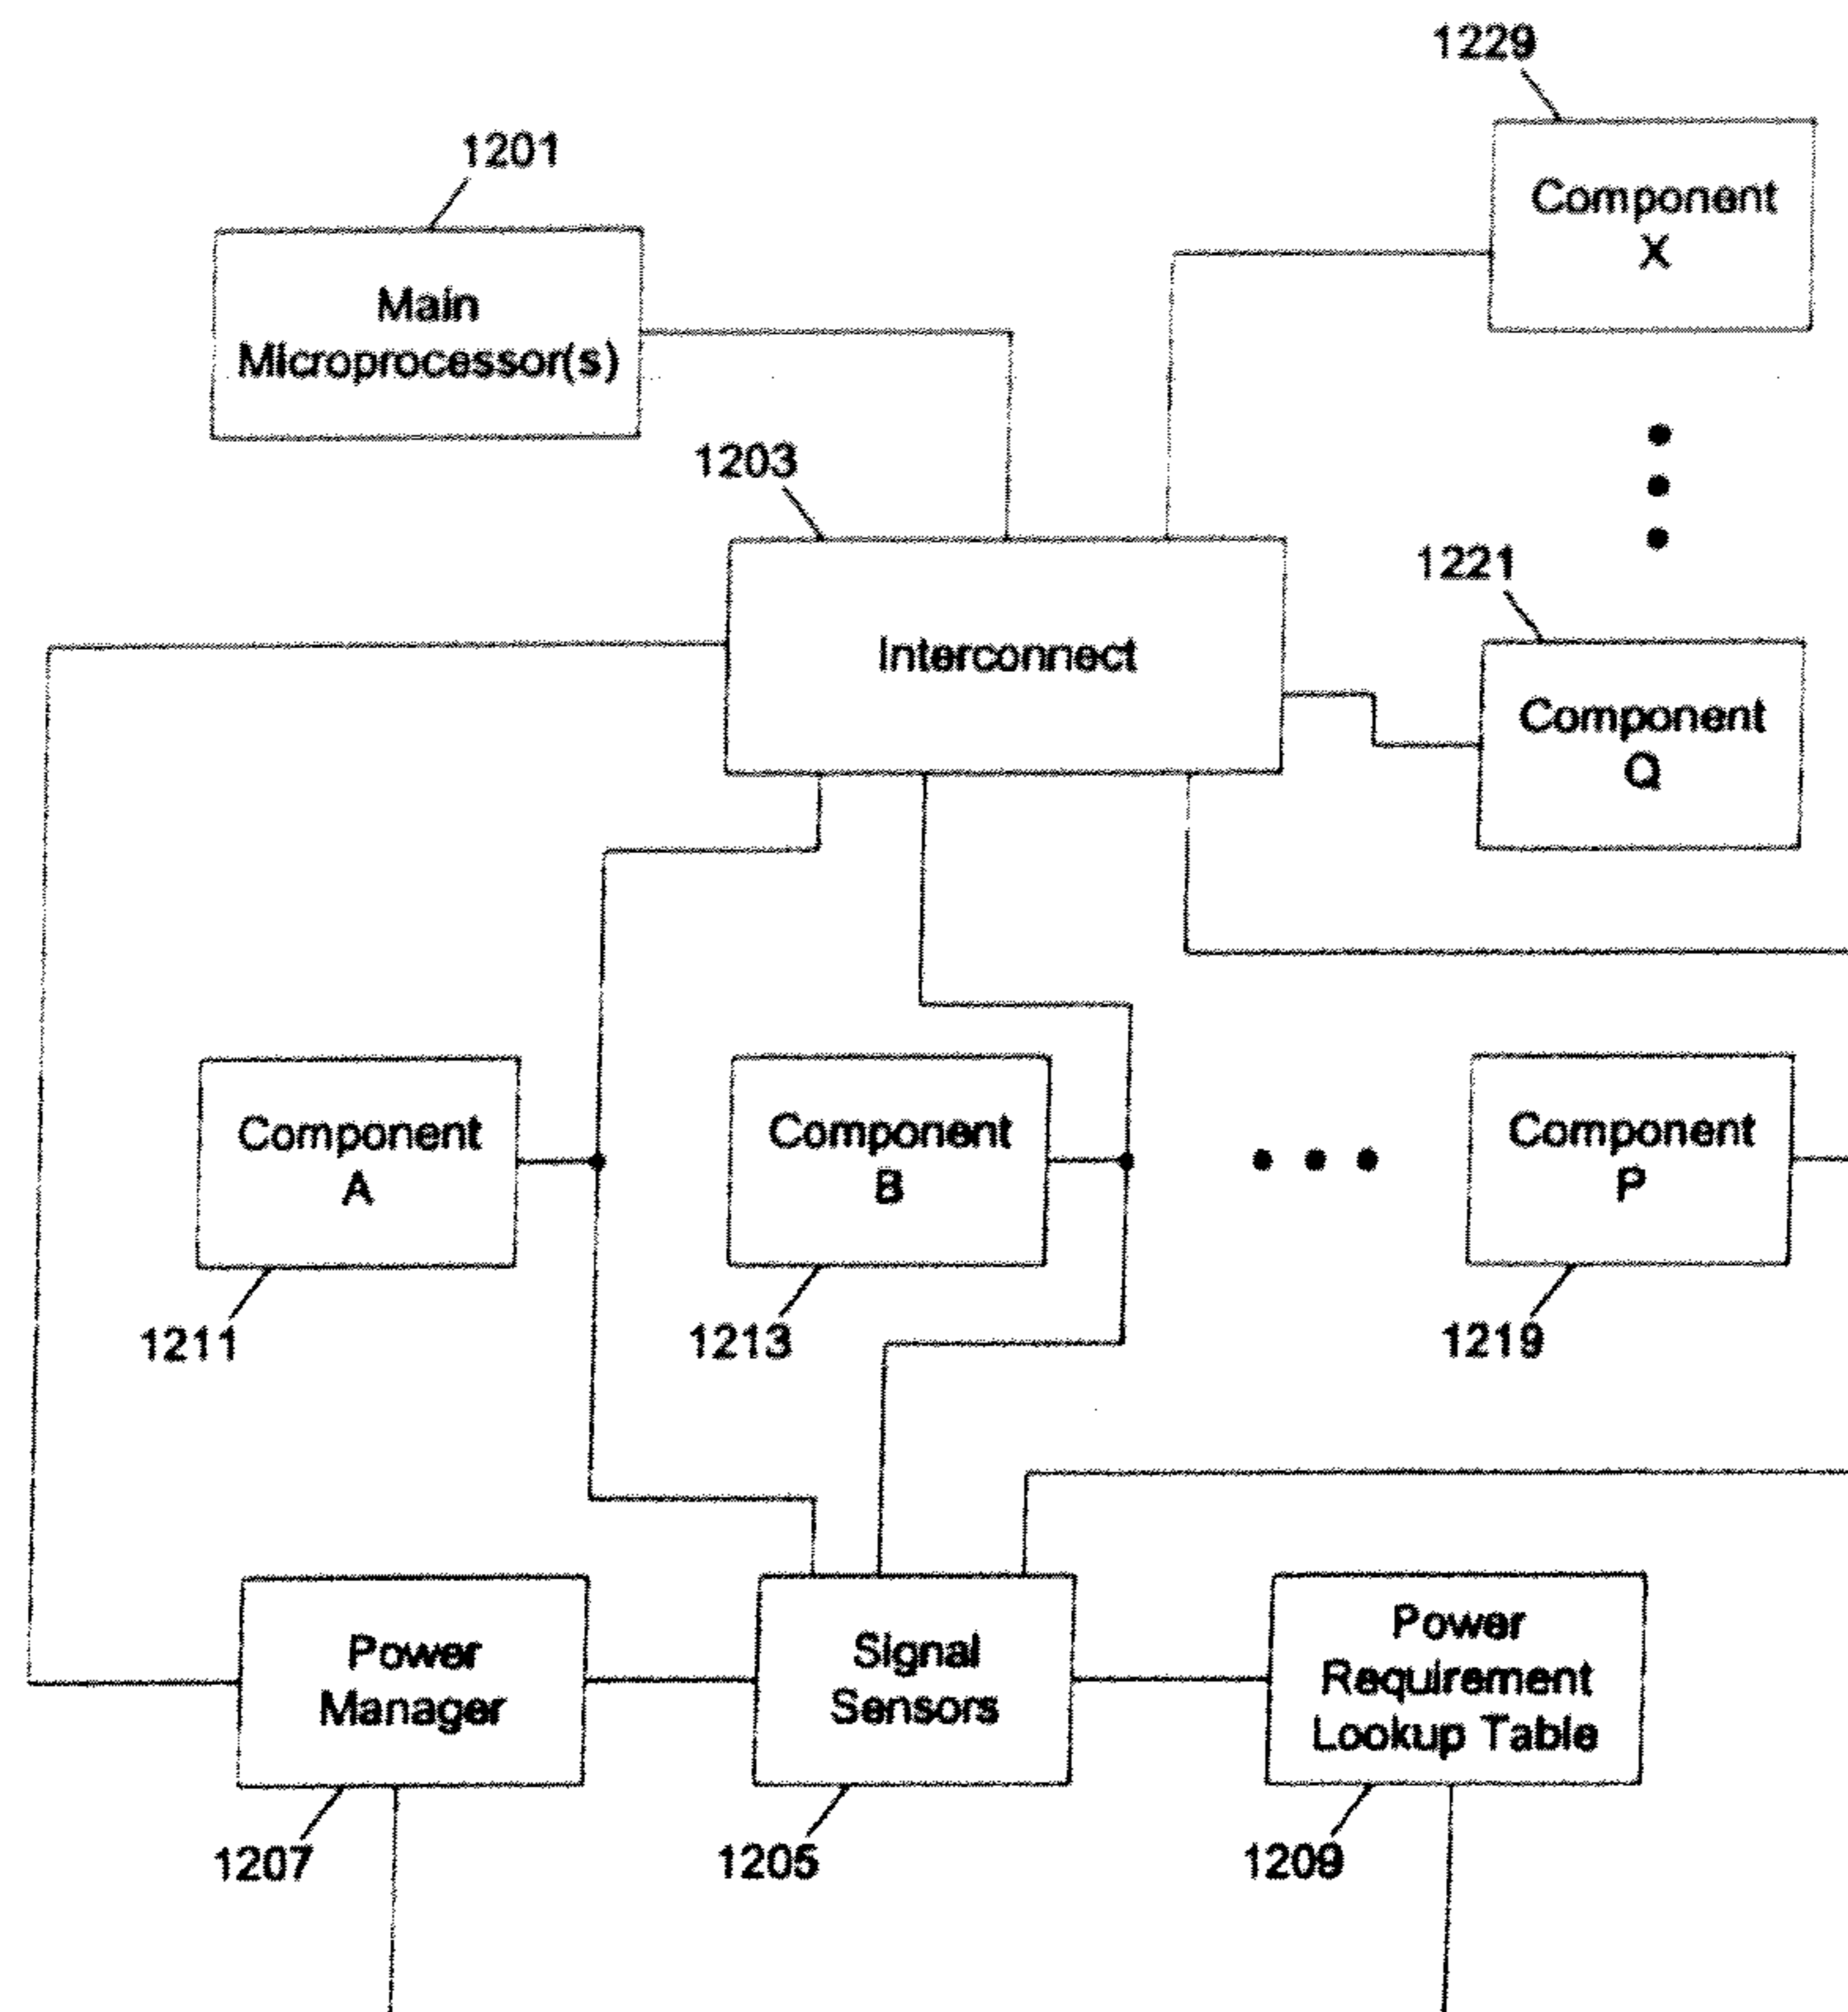 1229
Component
X
1201
Main
Microprocessor(s)
1203
Interconnect
1221
Component
Q
Component
A
1211
Component
B
1213
Component
P
1219
Power
Manager
1207
Signal
Sensors
1205
Power
Requirement
Lookup Table
1209